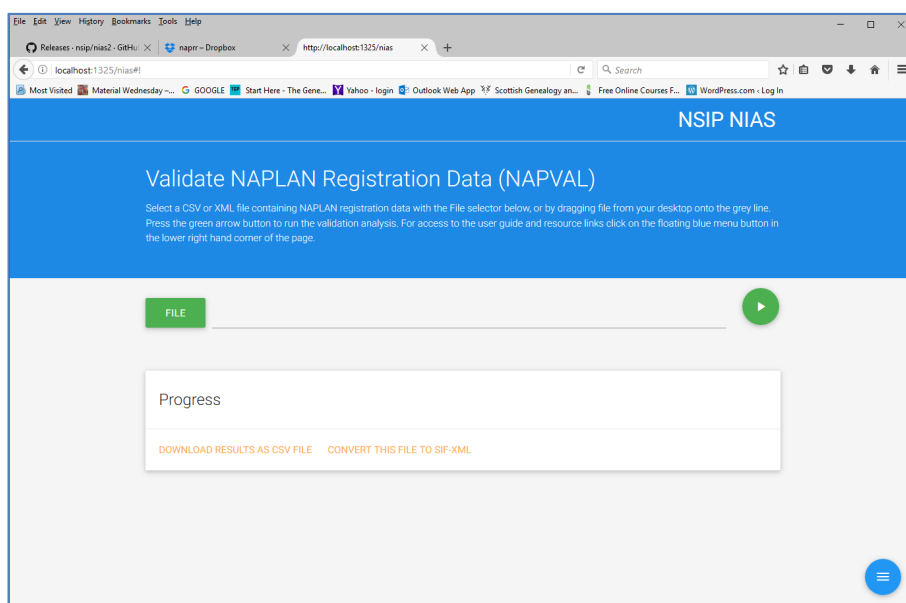 File Edit View History Bookmarks Tools Help
Releases · nsip/nias2 · GitHu
naprr – Dropbox
http://localhost:1325/nias
localhost:1325/nias#!
Search
Most Visited Material Wednesday –... GOOGLE Start Here - The Gene... Yahoo - login Outlook Web App Scottish Genealogy an... Free Online Courses F... WordPress.com ‹ Log In
NSIP NIAS
Validate NAPLAN Registration Data (NAPVAL)
Select a CSV or XML file containing NAPLAN registration data with the File selector below, or by dragging file from your desktop onto the grey line.
Press the green arrow button to run the validation analysis. For access to the user guide and resource links click on the floating blue menu button in
the lower right hand corner of the page.
FILE
Progress
DOWNLOAD RESULTS AS CSV FILE CONVERT THIS FILE TO SIF-XML